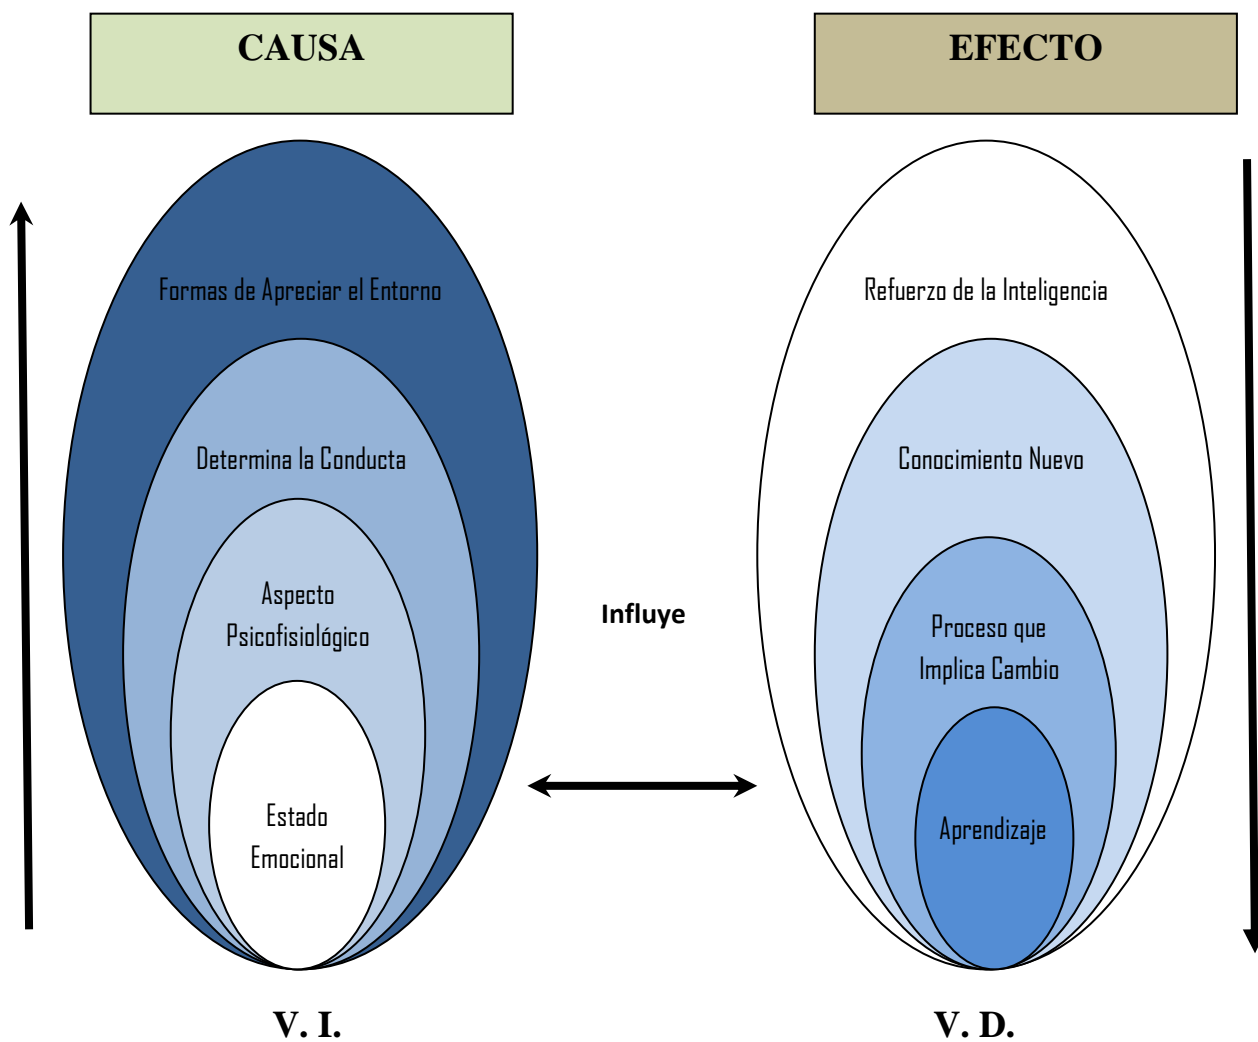 CAUSA
EFECTO
Formas de Apreciar el Entorno
Determina la Conducta
Aspecto
Psicofisiológico
Estado
Emocional
Influye
Refuerzo de la Inteligencia
Conocimiento Nuevo
Proceso que
Implica Cambio
Aprendizaje
V. I.
V. D.